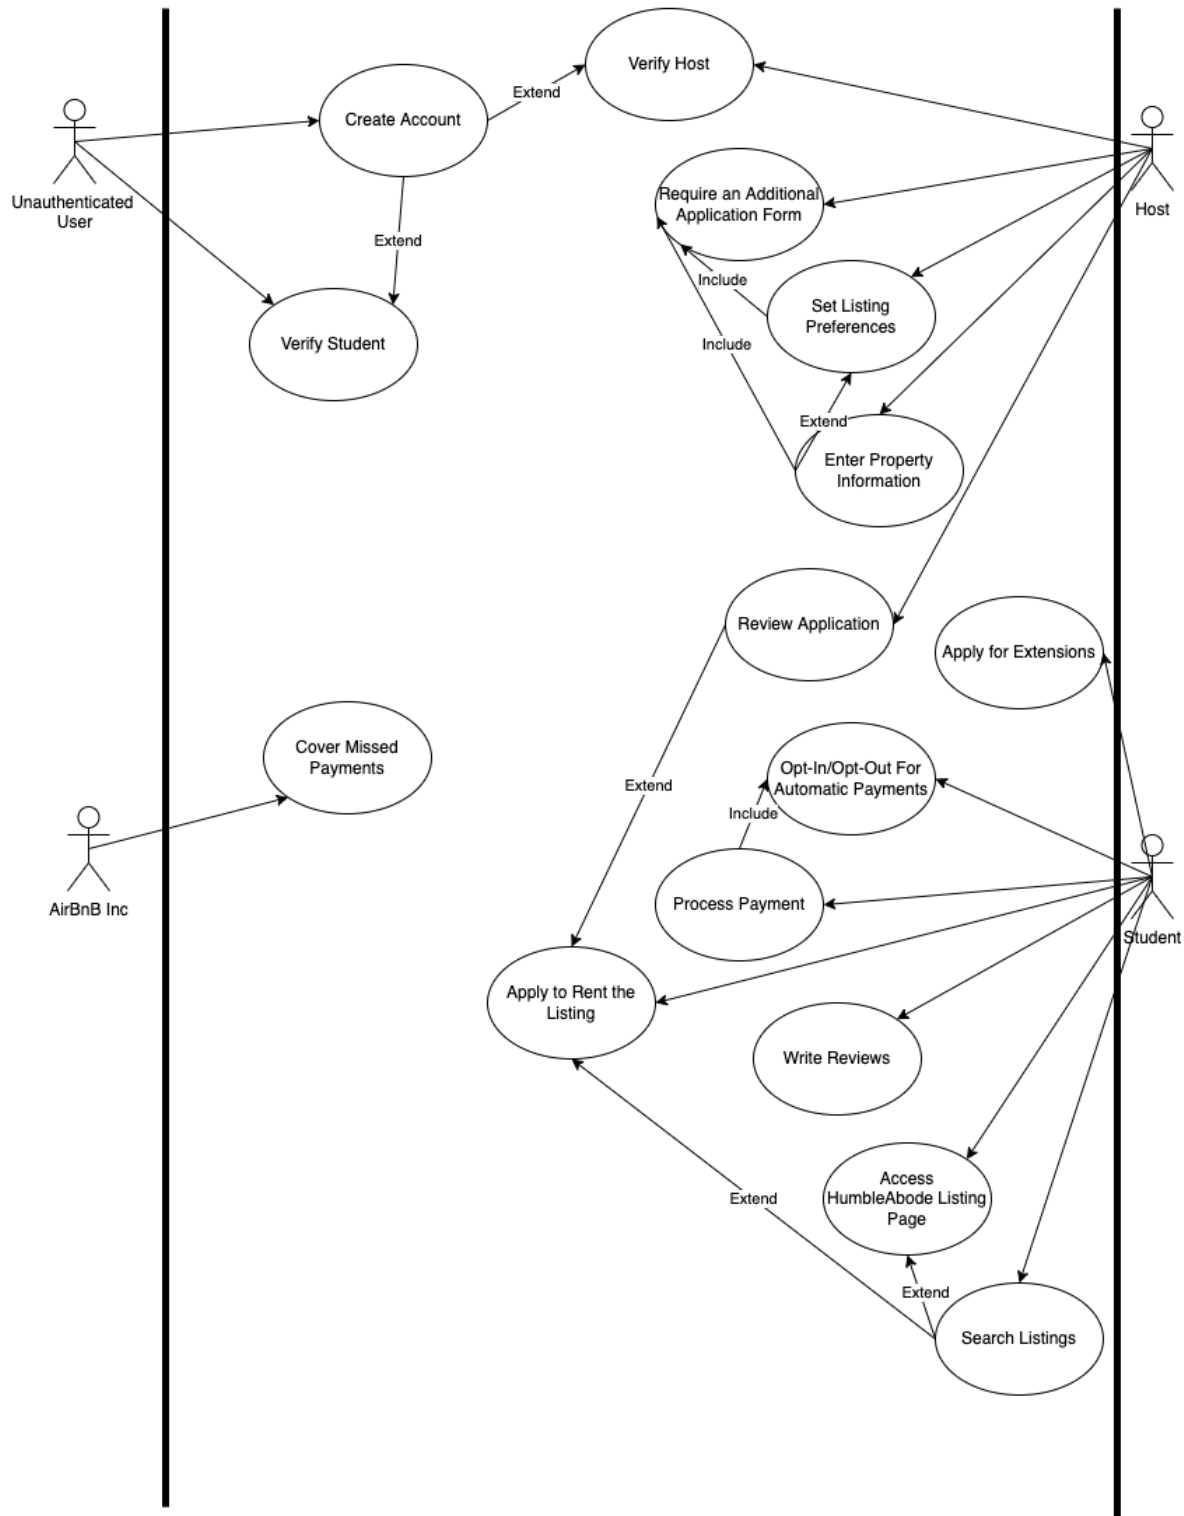 Verify Host
Extend
Create Account
Unauthenticated
User
Require an Additional
Application Form
Host
Extend
Include
Set Listing
Preferences
Verify Student
Include
Extend
Enter Property
Information
Review Application
Apply for Extensions
Cover Missed
Payments
Opt-In/Opt-Out For
Automatic Payments
Extend
Include
AirBnB Inc
Process Payment
Student
Apply to Rent the
Listing
Write Reviews
Access
HumbleAbode Listing
Page
Extend
Extend
Search Listings